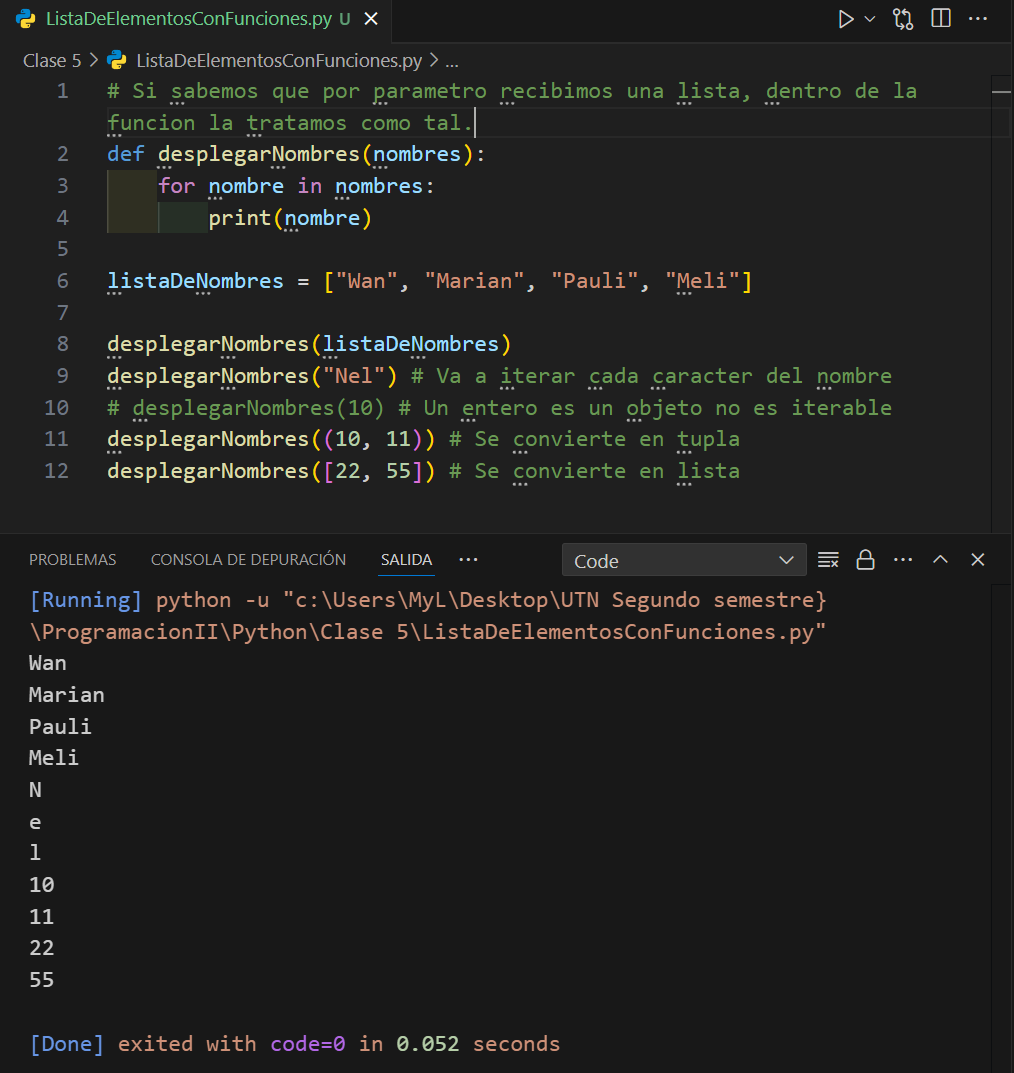 ListaDeElementosConFunciones.py U
Clase 5 > ListaDeElementosConFunciones.py > ...
1 # Si sabemos que por parametro recibimos una lista, dentro de la
funcion la tratamos como tal.
2 def desplegarNombres(nombres):
3     for nombre in nombres:
4         print(nombre)
5
6 listaDeNombres = ["Wan", "Marian", "Pauli", "Meli"]
7
8 desplegarNombres(listaDeNombres)
9 desplegarNombres("Nel") # Va a iterar cada caracter del nombre
10 # desplegarNombres(10) # Un entero es un objeto no es iterable
11 desplegarNombres((10, 11)) # Se convierte en tupla
12 desplegarNombres([22, 55]) # Se convierte en lista
PROBLEMAS CONSOLA DE DEPURACIÓN SALIDA ... Code
[Running] python -u "c:\Users\MyL\Desktop\UTN Segundo semestre}
\ProgramacionII\Python\Clase 5\ListaDeElementosConFunciones.py"
Wan
Marian
Pauli
Meli
N
e
l
10
11
22
55
[Done] exited with code=0 in 0.052 seconds